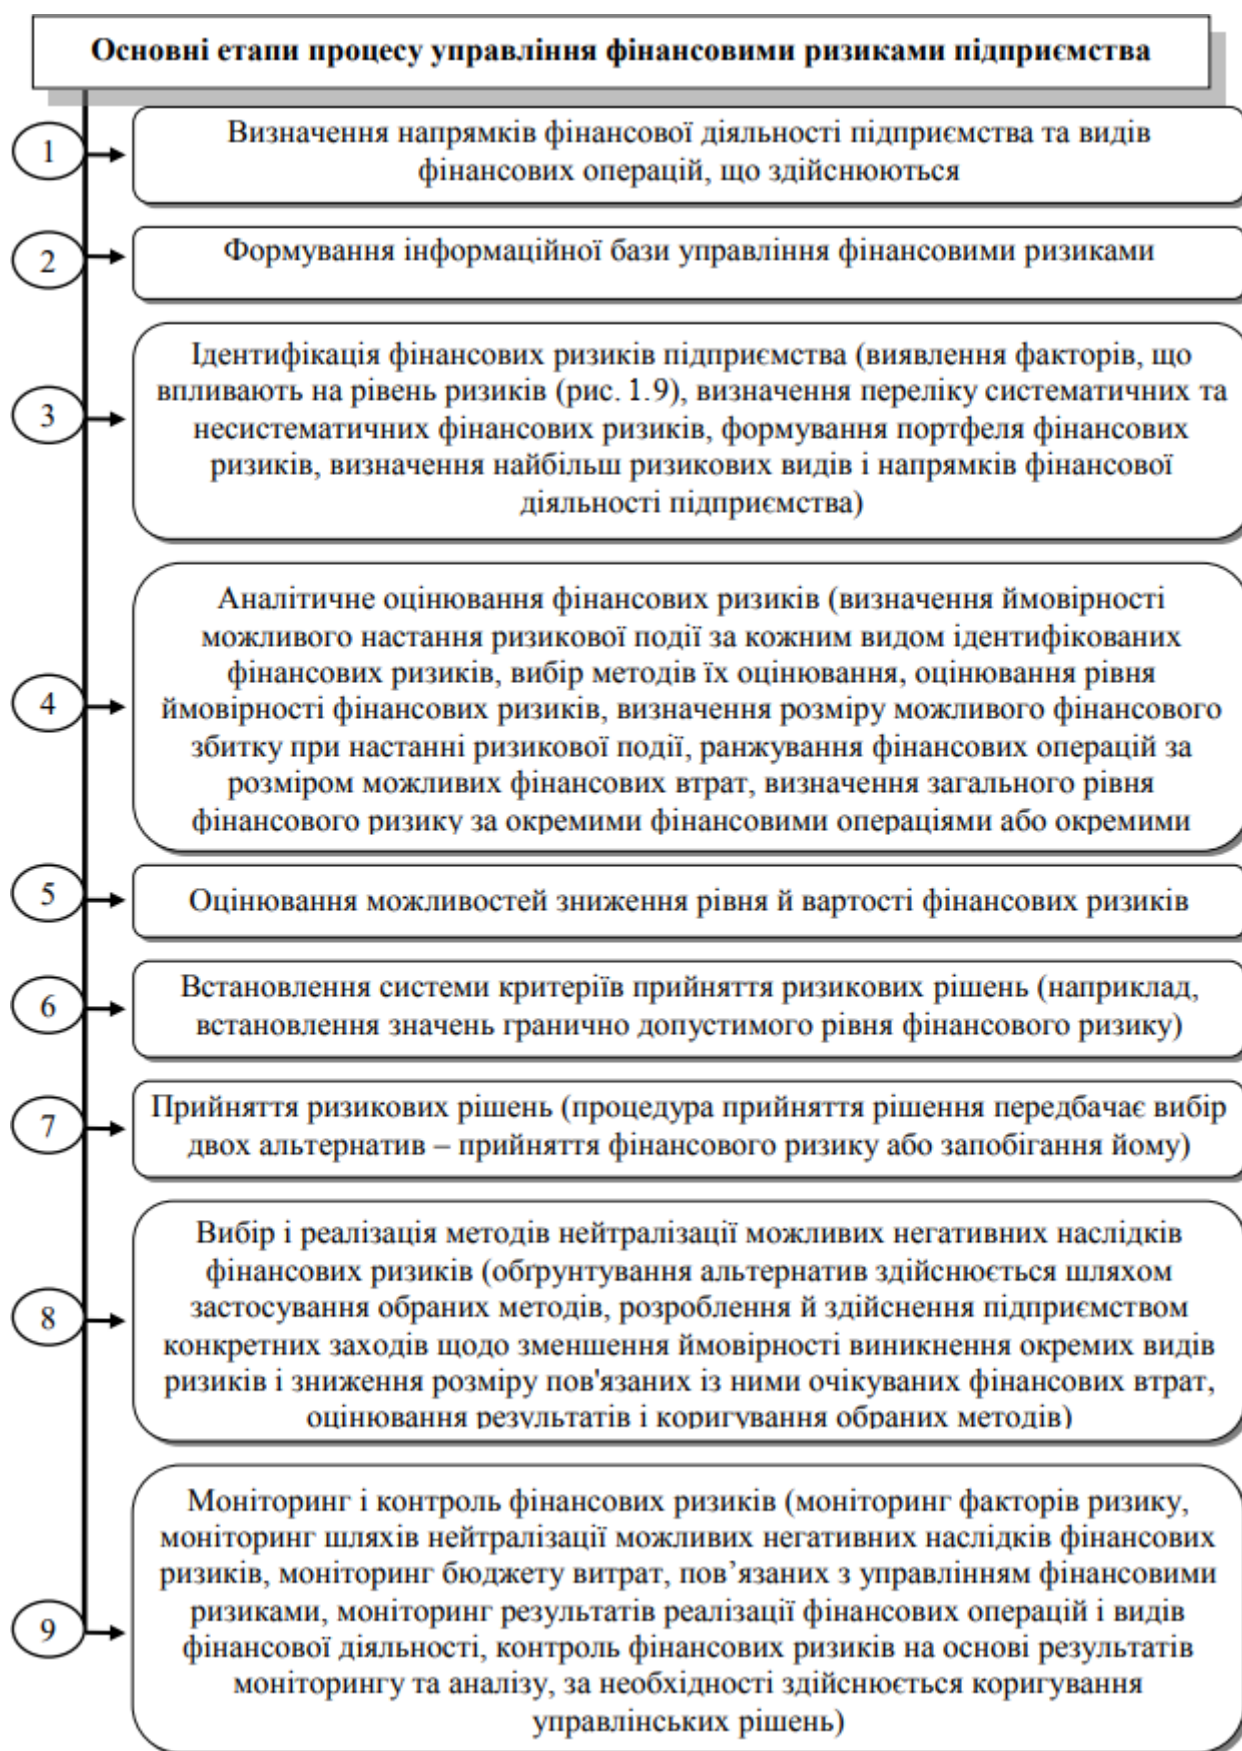 Основні етапи процесу управління фінансовими ризиками підприємства
1
Визначення напрямків фінансової діяльності підприємства та видів
фінансових операцій, що здійснюються
2
Формування інформаційної бази управління фінансовими ризиками
3
Ідентифікація фінансових ризиків підприємства (виявлення факторів, що
впливають на рівень ризиків (рис. 1.9), визначення переліку систематичних та
несистематичних фінансових ризиків, формування портфеля фінансових
ризиків, визначення найбільш ризикових видів і напрямків фінансової
діяльності підприємства)
4
Аналітичне оцінювання фінансових ризиків (визначення ймовірності
можливого настання ризикової події за кожним видом ідентифікованих
фінансових ризиків, вибір методів їх оцінювання, оцінювання рівня
ймовірності фінансових ризиків, визначення розміру можливого фінансового
збитку при настанні ризикової події, ранжування фінансових операцій за
розміром можливих фінансових втрат, визначення загального рівня
фінансового ризику за окремими фінансовими операціями або окремими
5
Оцінювання можливостей зниження рівня й вартості фінансових ризиків
6
Встановлення системи критеріїв прийняття ризикових рішень (наприклад,
встановлення значень гранично допустимого рівня фінансового ризику)
7
Прийняття ризикових рішень (процедура прийняття рішення передбачає вибір
двох альтернатив – прийняття фінансового ризику або запобігання йому)
8
Вибір і реалізація методів нейтралізації можливих негативних наслідків
фінансових ризиків (обґрунтування альтернатив здійснюється шляхом
застосування обраних методів, розроблення й здійснення підприємством
конкретних заходів щодо зменшення ймовірності виникнення окремих видів
ризиків і зниження розміру пов'язаних із ними очікуваних фінансових втрат,
оцінювання результатів і коригування обраних методів)
9
Моніторинг і контроль фінансових ризиків (моніторинг факторів ризику,
моніторинг шляхів нейтралізації можливих негативних наслідків фінансових
ризиків, моніторинг бюджету витрат, пов’язаних з управлінням фінансовими
ризиками, моніторинг результатів реалізації фінансових операцій і видів
фінансової діяльності, контроль фінансових ризиків на основі результатів
моніторингу та аналізу, за необхідності здійснюється коригування
управлінських рішень)